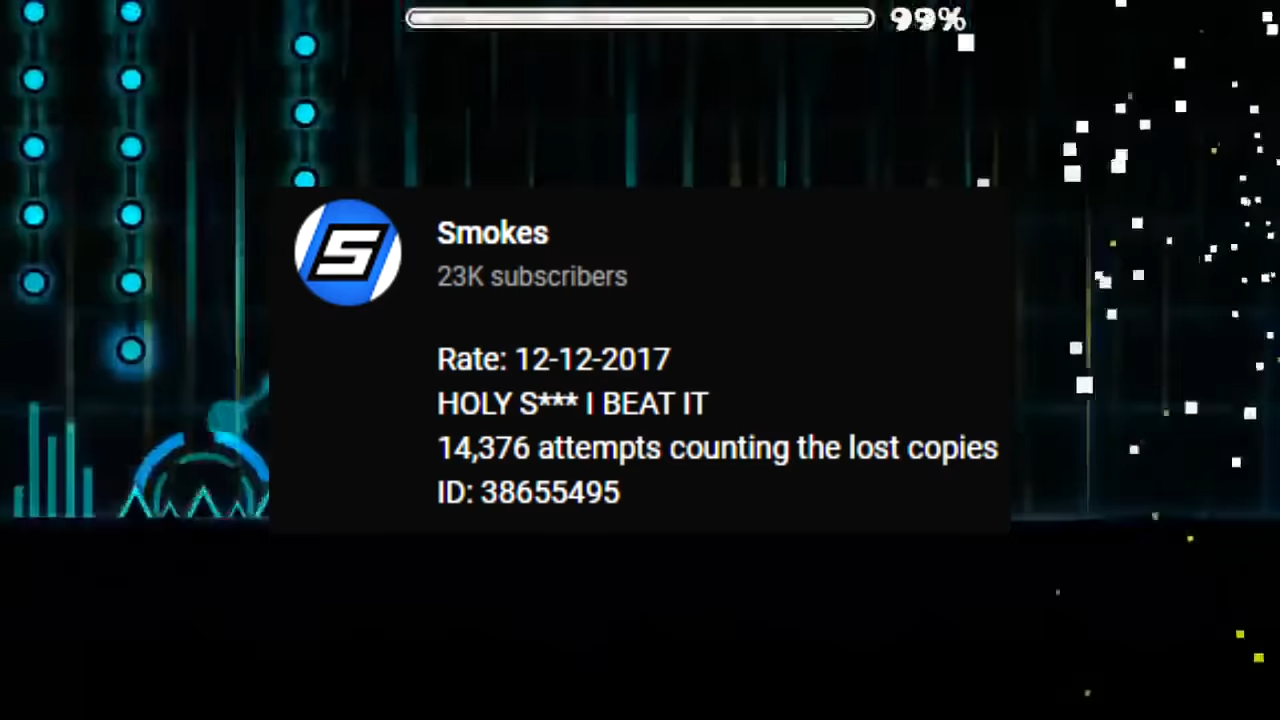 99%
S
Smokes
23K subscribers
Rate: 12-12-2017
HOLY S*** I BEAT IT
14,376 attempts counting the lost copies
ID: 38655495